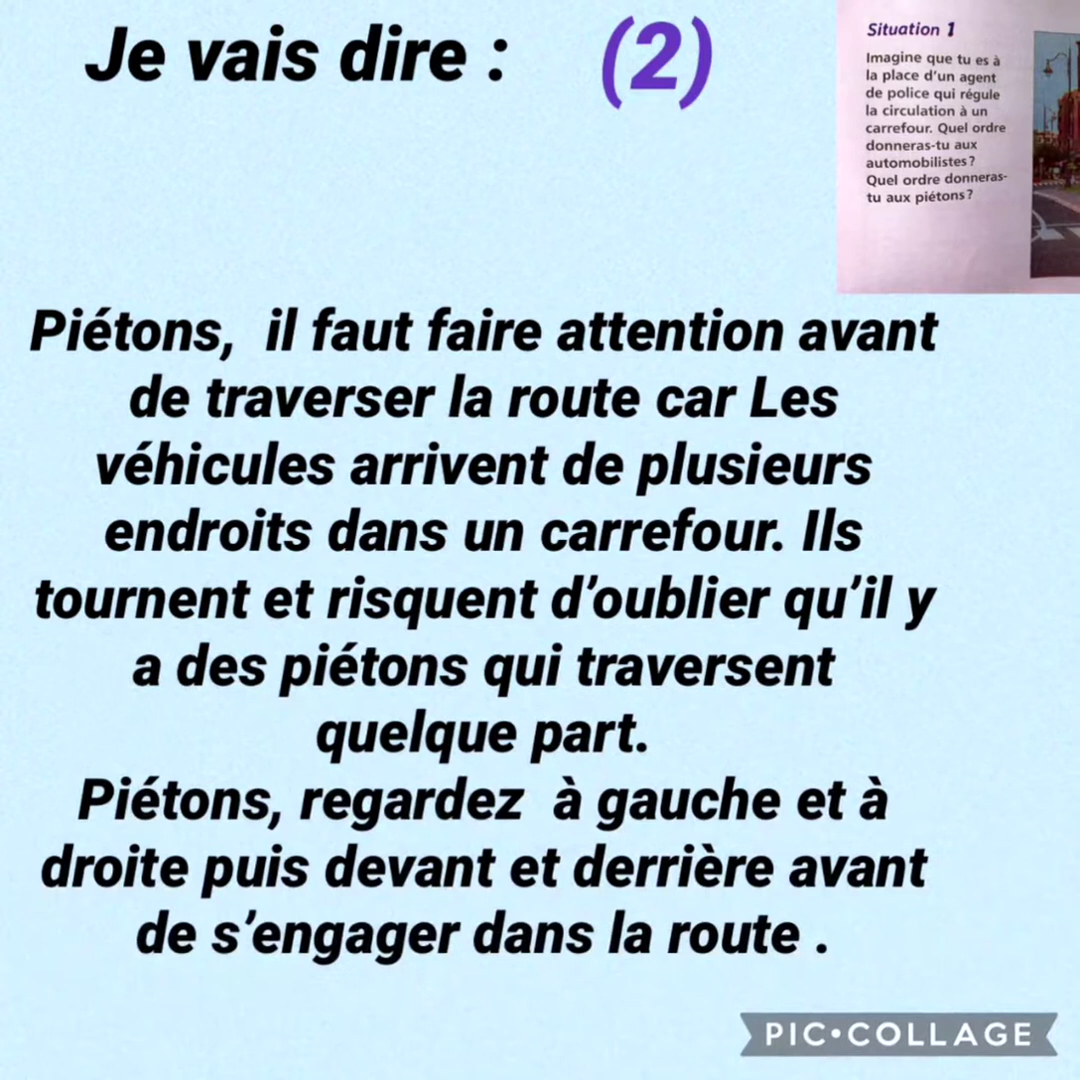 Je vais dire : (2)
Situation 1
Imagine que tu es à
la place d'un agent
de police qui régule
la circulation à un
carrefour. Quel ordre
donneras-tu aux
automobilistes?
Quel ordre donneras-
tu aux piétons?
Piétons, il faut faire attention avant
de traverser la route car Les
véhicules arrivent de plusieurs
endroits dans un carrefour. Ils
tournent et risquent d'oublier qu'il y
a des piétons qui traversent
quelque part.
Piétons, regardez à gauche et à
droite puis devant et derrière avant
de s'engager dans la route .
PIC•COLLAGE